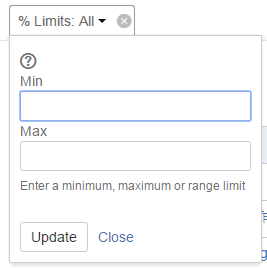 % Limits: All
Min
Max
Enter a minimum, maximum or range limit
Update Close